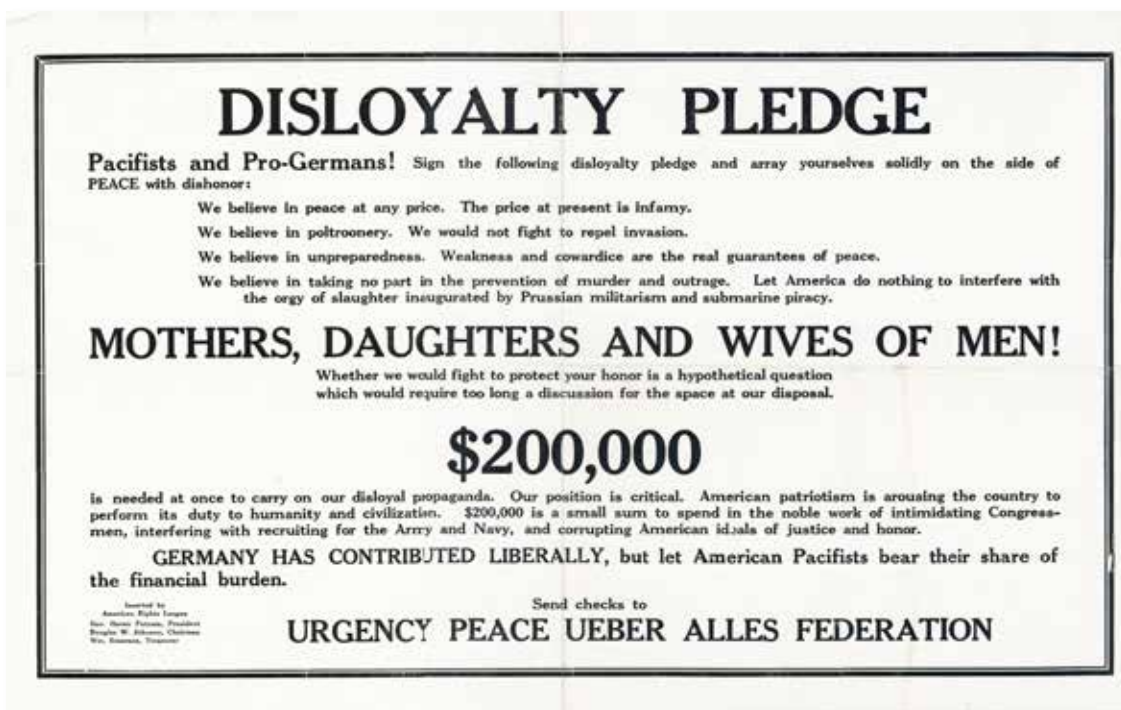 DISLOYALTY PLEDGE
Pacifists and Pro-Germans! Sign the following disloyalty pledge and array yourselves solidly on the side of
PEACE with dishonor:
We believe in peace at any price. The price at present is infamy.
We believe in poltroonery. We would not fight to repel invasion.
We believe in unpreparedness. Weakness and cowardice are the real guarantees of peace.
We believe in taking no part in the prevention of murder and outrage. Let America do nothing to interfere with
the orgy of slaughter inaugurated by Prussian militarism and submarine piracy.
MOTHERS, DAUGHTERS AND WIVES OF MEN!
Whether we would fight to protect your honor is a hypothetical question
which would require too long a discussion for the space at our disposal.
$200,000
is needed at once to carry on our disloyal propaganda. Our position is critical. American patriotism is arousing the country to
perform its duty to humanity and civilization. $200,000 is a small sum to spend in the noble work of intimidating Congress-
men, interfering with recruiting for the Army and Navy, and corrupting American ideals of justice and honor.
GERMANY HAS CONTRIBUTED LIBERALLY, but let American Pacifists bear their share of
the financial burden.
Inserted by
American Rights League
Geo. Haven Putnam, President
Douglas W. Johnson, Chairman
Wm. Treasurer
Send checks to
URGENCY PEACE UEBER ALLES FEDERATION